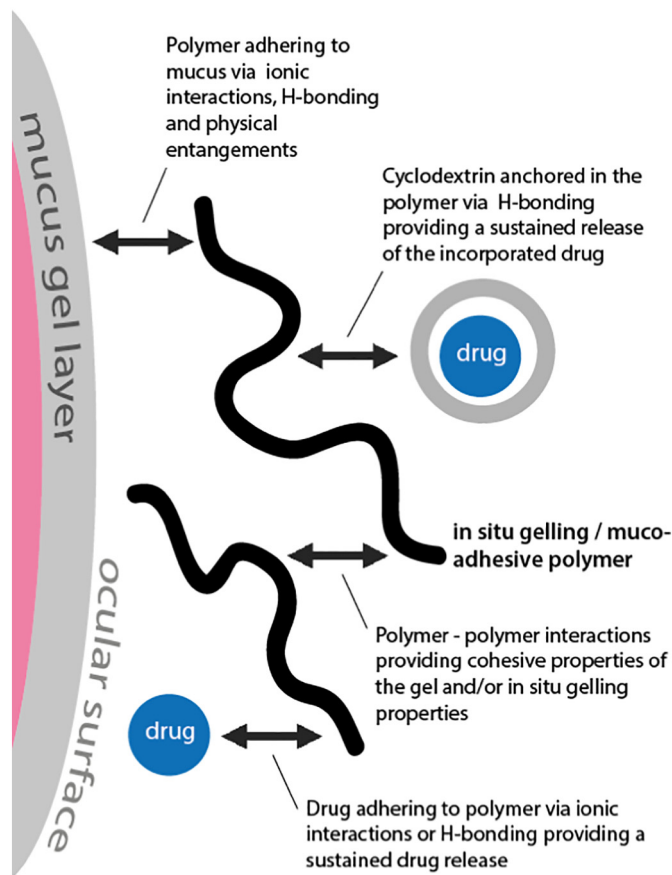 Polymer adhering to
mucus via ionic
interactions, H-bonding
and physical
entangements
mucus gel layer
Cyclodextrin anchored in the
polymer via H-bonding
providing a sustained release
of the incorporated drug
drug
in situ gelling / muco-
adhesive polymer
ocular surface
Polymer - polymer interactions
providing cohesive properties of
the gel and/or in situ gelling
properties
drug
Drug adhering to polymer via ionic
interactions or H-bonding providing a
sustained drug release